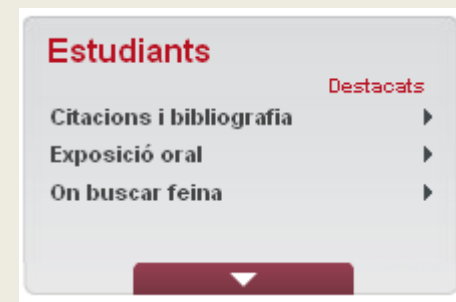 Estudiants
Destacats
Citacions i bibliografia
Exposició oral
On buscar feina